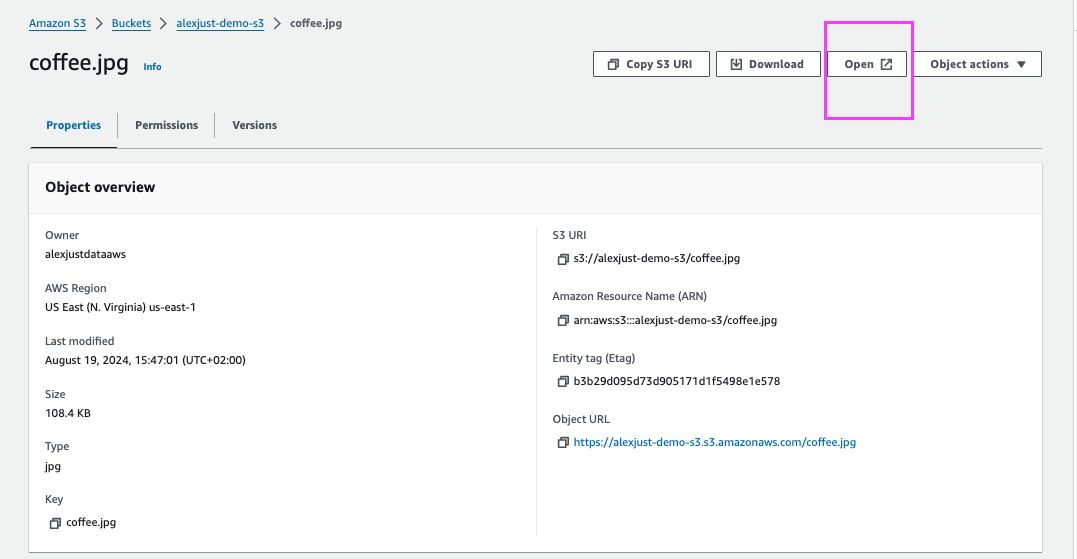 Amazon S3 > Buckets > alexjust-demo-s3 > coffee.jpg
coffee.jpg Info
Copy S3 URI Download Open Object actions
Properties Permissions Versions
Object overview
Owner
alexjustdataaws
AWS Region
US East (N. Virginia) us-east-1
Last modified
August 19, 2024, 15:47:01 (UTC+02:00)
Size
108.4 KB
Type
jpg
Key
coffee.jpg
S3 URI
s3://alexjust-demo-s3/coffee.jpg
Amazon Resource Name (ARN)
arn:aws:s3:::alexjust-demo-s3/coffee.jpg
Entity tag (Etag)
b3b29d095d73d905171d1f5498e1e578
Object URL
https://alexjust-demo-s3.s3.amazonaws.com/coffee.jpg